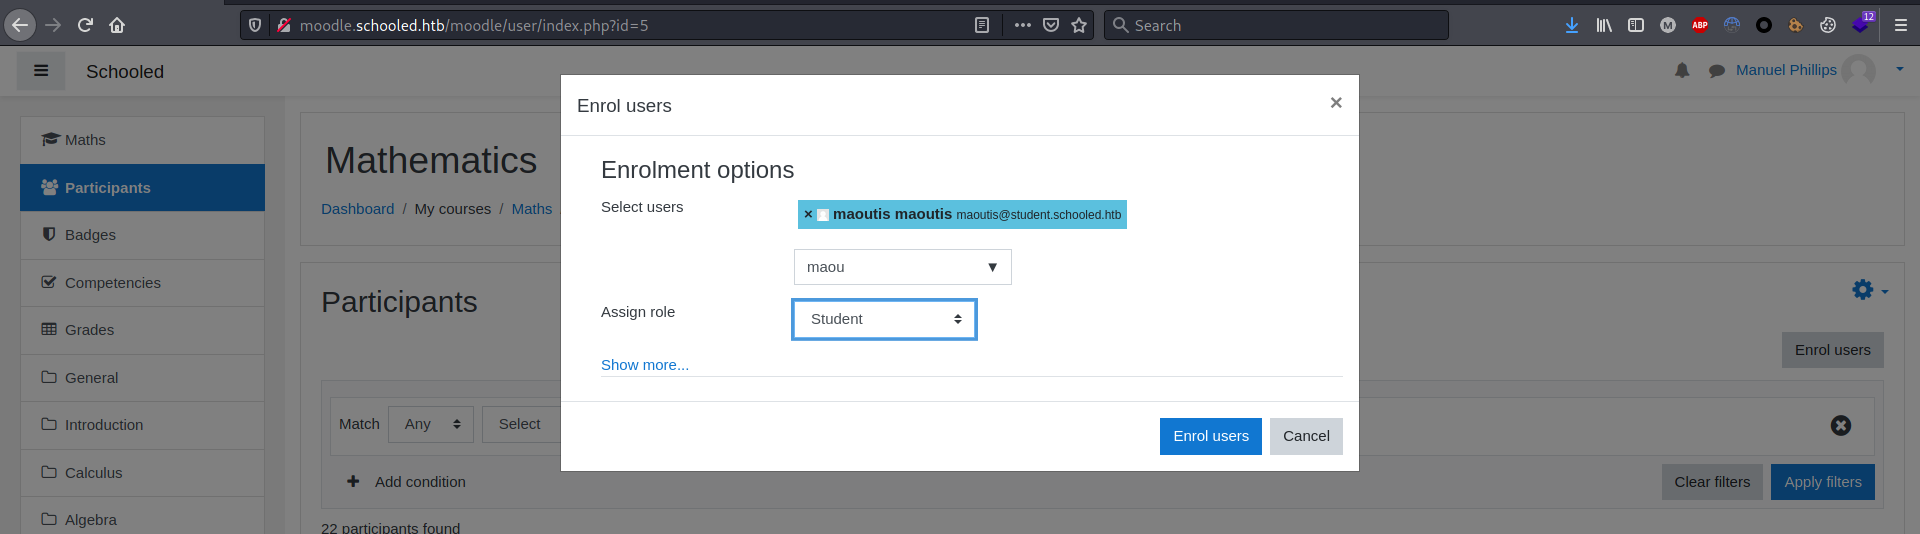 moodle.schooled.htb/moodle/user/index.php?id=5
Search
M
ABP
12
Schooled
Manuel Phillips
Enrol users
×
Maths
Participants
Badges
Competencies
Grades
General
Introduction
Calculus
Algebra
Mathematics
Dashboard / My courses / Maths /
Enrolment options
Select users
× maoutis maoutis maoutis@student.schooled.htb
maou ▼
Assign role
Student
Show more...
Enrol users
Cancel
Participants
Enrol users
Match Any Select
Add condition
Clear filters
Apply filters
22 participants found